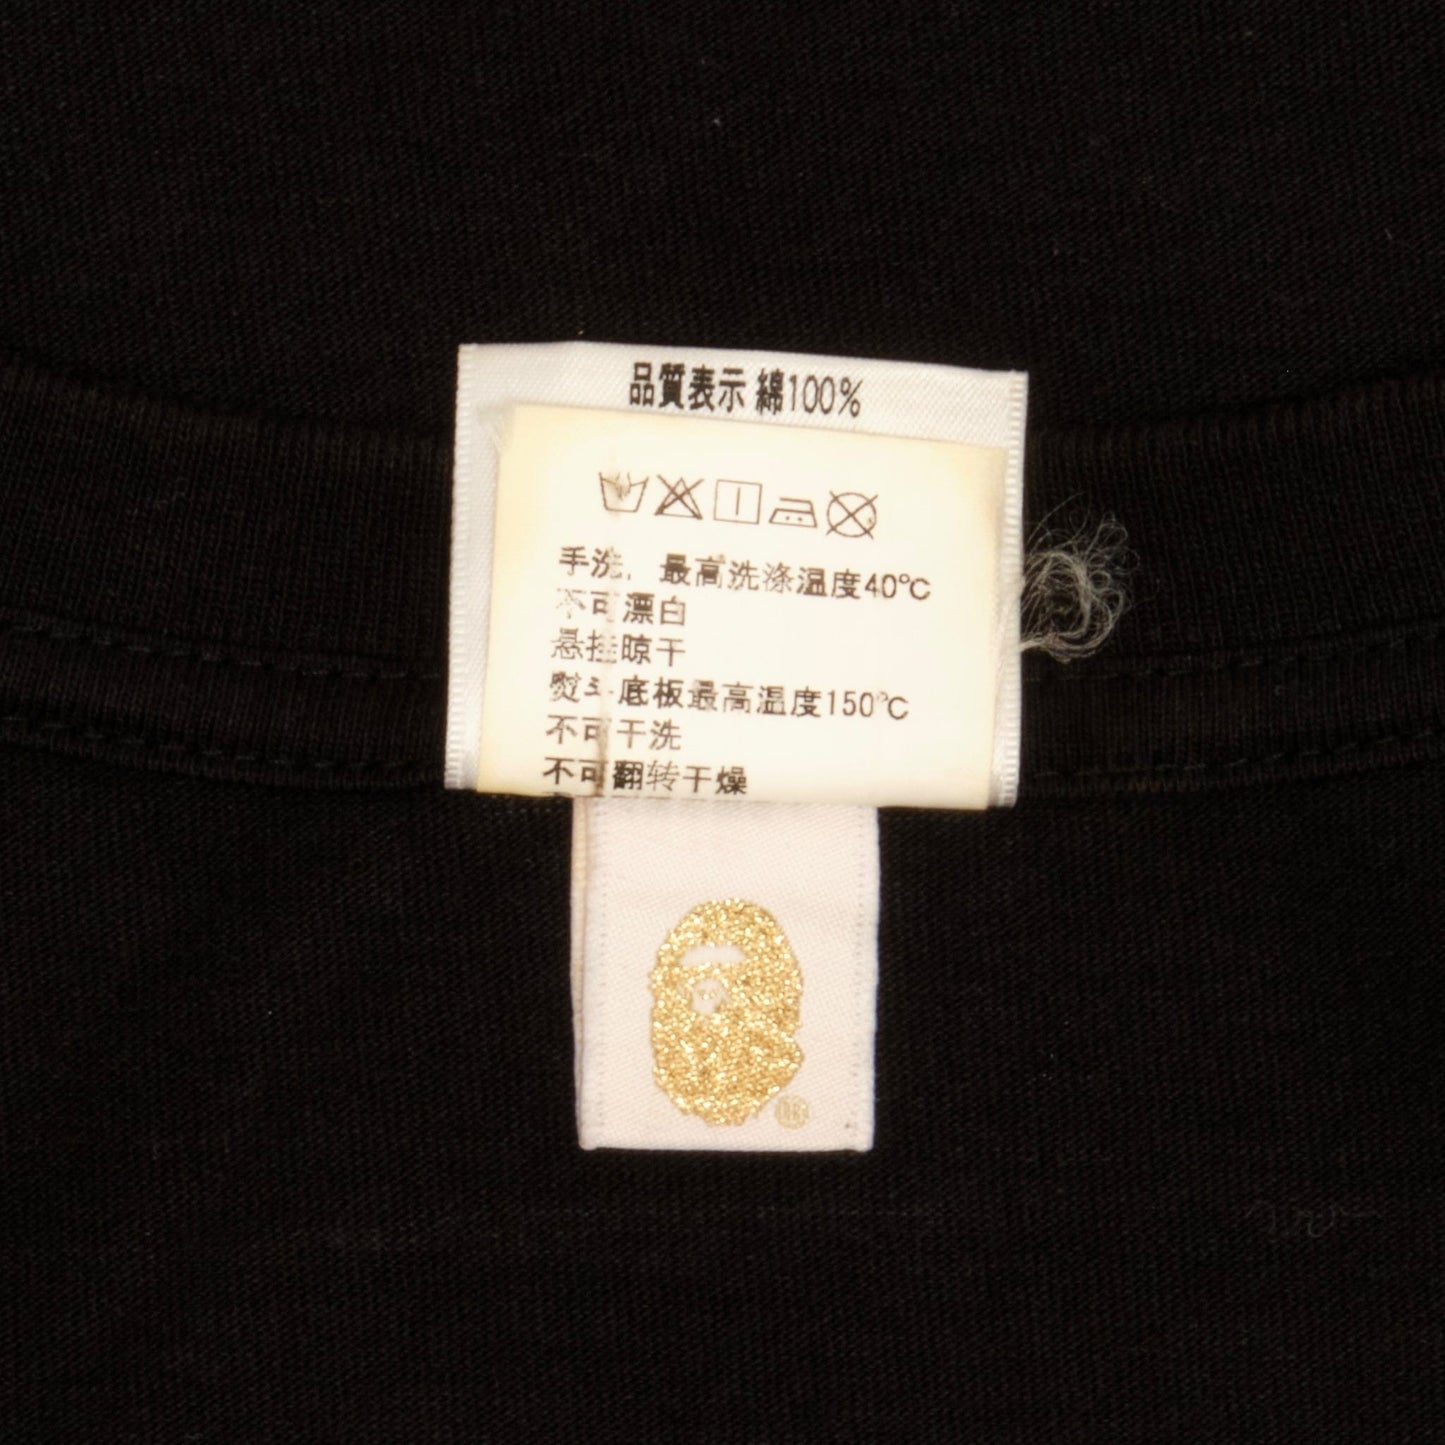 品質表示 綿100%
手洗，最高洗涤温度40℃
不可漂白
悬挂晾干
熨斗底板最高温度150℃
不可干洗
不可翻转干燥